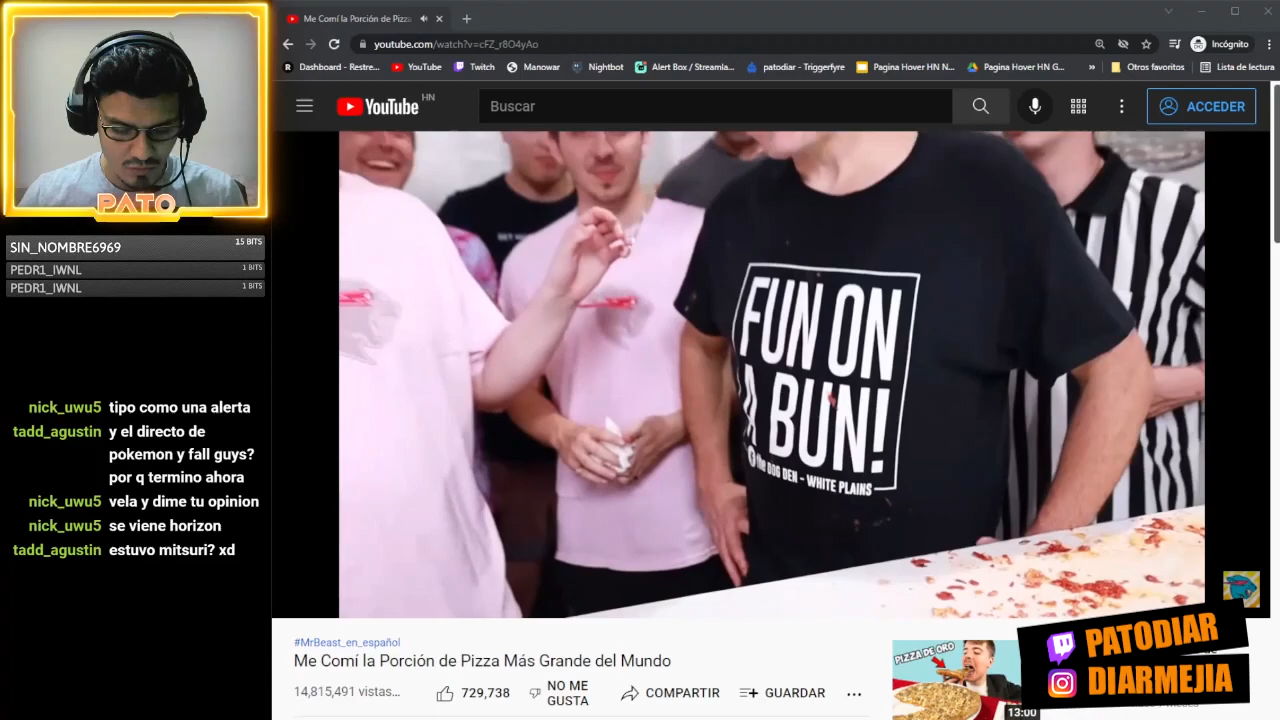 Me Comí la Porción de Pizza
youtube.com/watch?v=cFZ_r8O4yAo
Incógnito
Dashboard - Restre...
YouTube
Twitch
Manowar
Nightbot
Alert Box / Streamla...
patodiar - Triggerfyre
Pagina Hover HN N...
Pagina Hover HN G...
»
Otros favoritos
Lista de lectura
YouTube HN
Buscar
ACCEDER
PATO
SIN_NOMBRE6969 15 BITS
PEDR1_IWNL 1 BITS
PEDR1_IWNL 1 BITS
nick_uwu5 tipo como una alerta
tadd_agustin y el directo de
pokemon y fall guys?
por q termino ahora
nick_uwu5 vela y dime tu opinion
nick_uwu5 se viene horizon
tadd_agustin estuvo mitsuri? xd
FUN ON
A BUN!
the DOG DEN - WHITE PLAINS
#MrBeast_en_español
Me Comí la Porción de Pizza Más Grande del Mundo
14,815,491 vistas...
729,738
NO ME
GUSTA
COMPARTIR
GUARDAR
PIZZA DE ORO
13:00
PATODIAR
DIARMEJIA